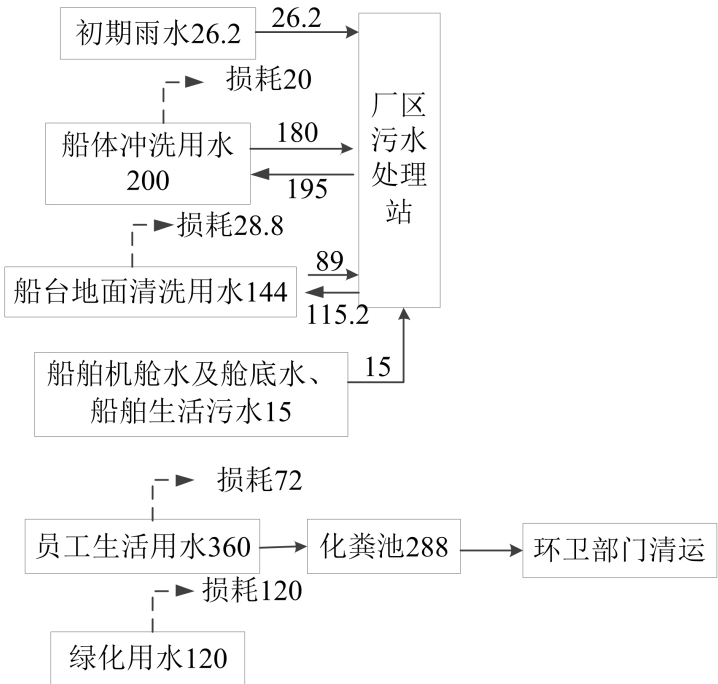 初期雨水26.2
26.2
损耗20
船体冲洗用水
200
180
195
厂区
污水
处理
站
损耗28.8
船台地面清洗用水144
89
115.2
船舶机舱水及舱底水、
船舶生活污水15
15
损耗72
员工生活用水360
化粪池288
环卫部门清运
损耗120
绿化用水120